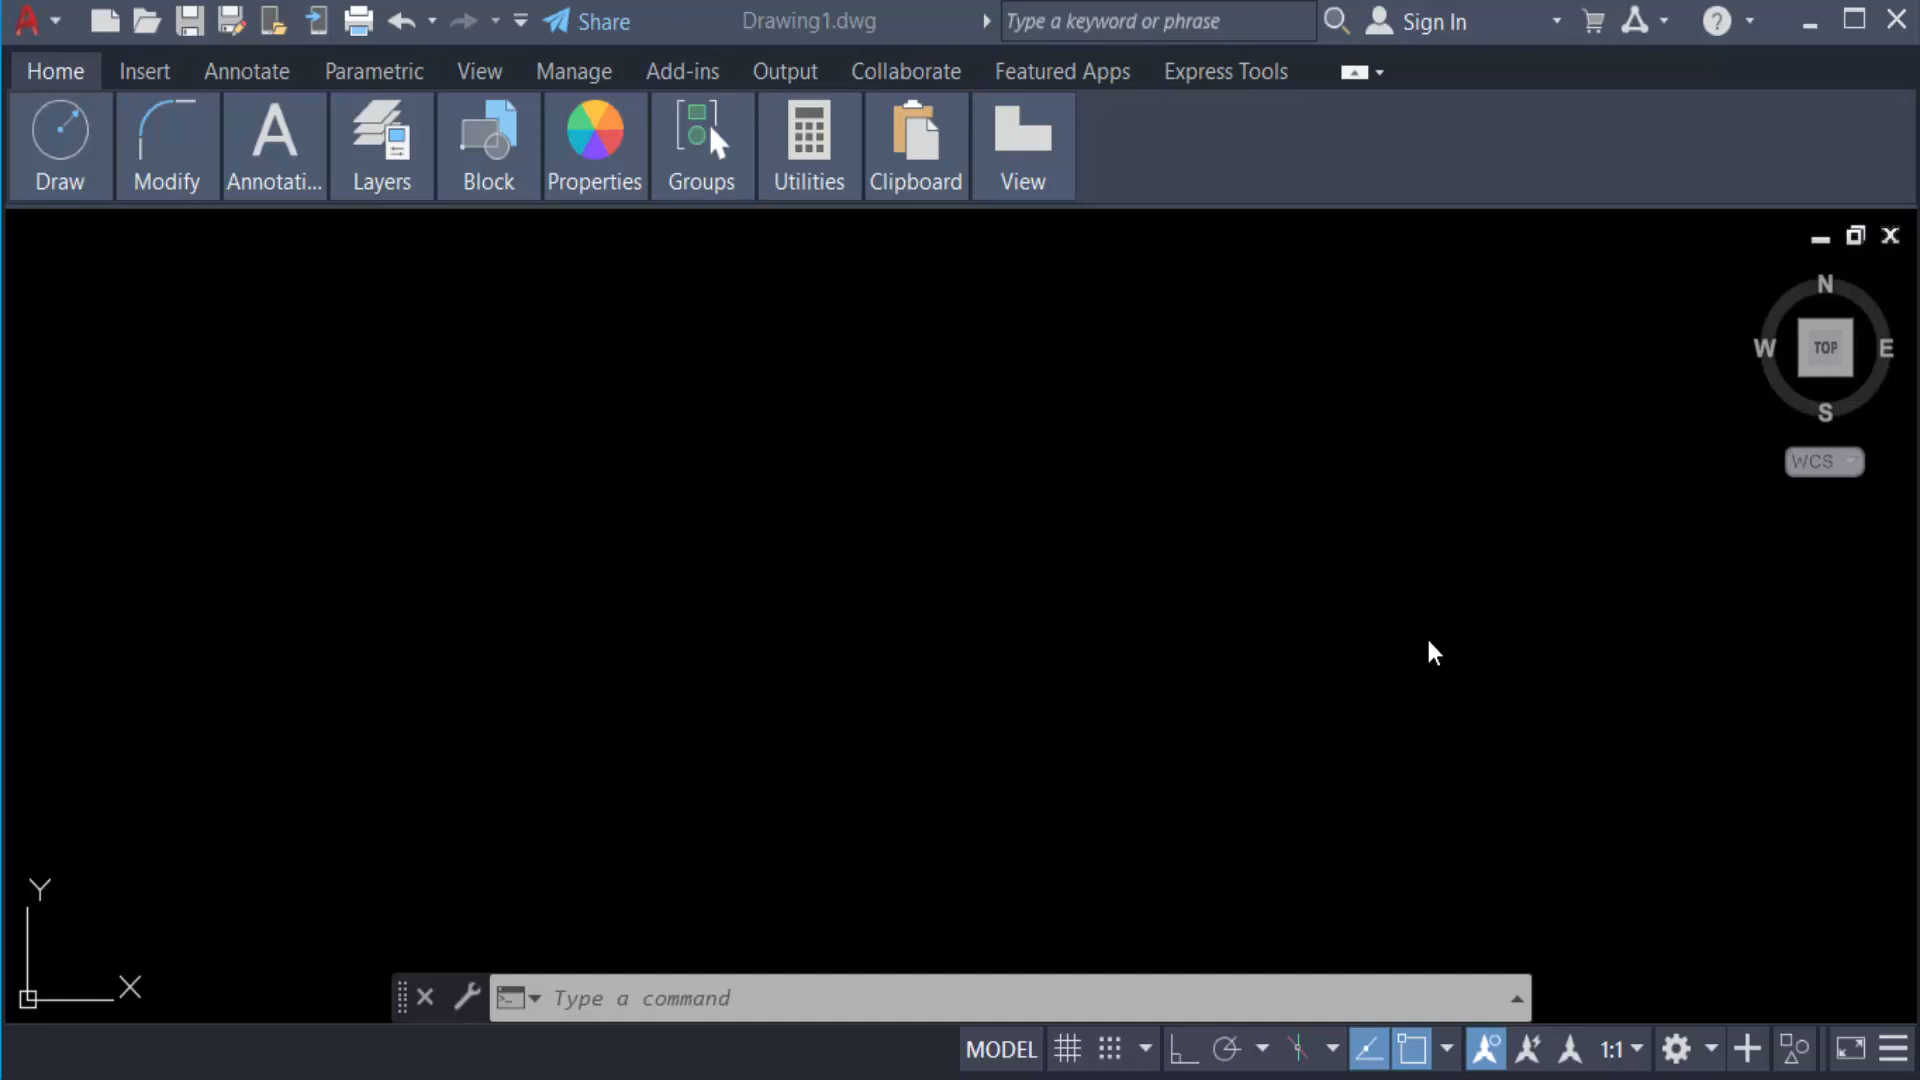 Share
Drawing1.dwg
Type a keyword or phrase
Sign In
Home
Insert
Annotate
Parametric
View
Manage
Add-ins
Output
Collaborate
Featured Apps
Express Tools
Draw
Modify
Annotati...
Layers
Block
Properties
Groups
Utilities
Clipboard
View
N
W
TOP
E
S
WCS
Y
X
Type a command
MODEL
1:1